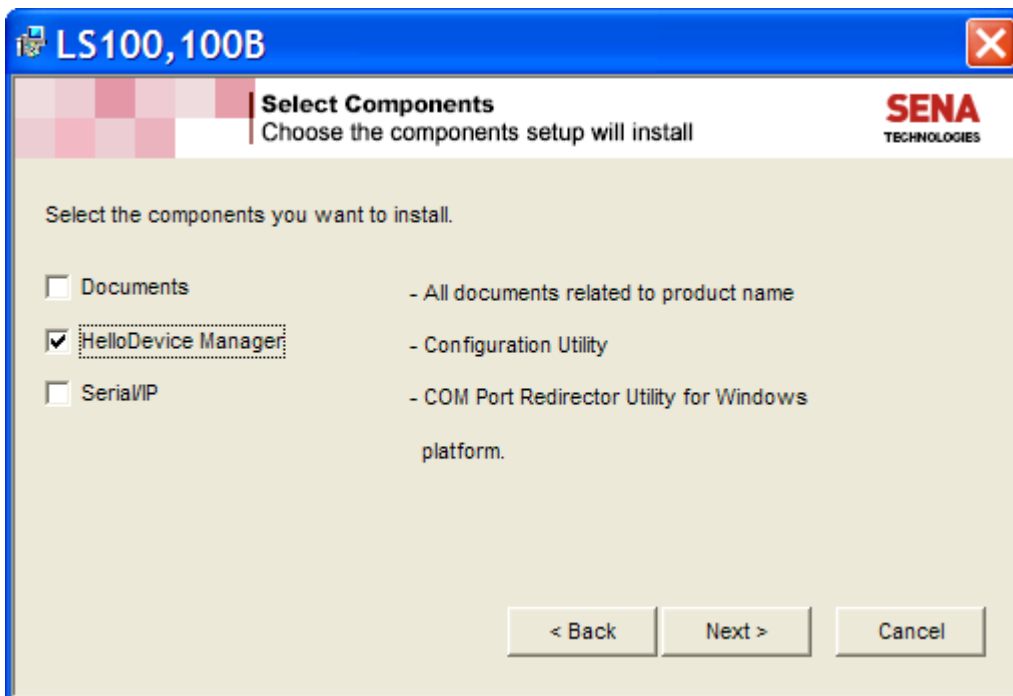 LS100,100B
Select Components
Choose the components setup will install
SENA
TECHNOLOGIES
Select the components you want to install.
Documents - All documents related to product name
HelloDevice Manager - Configuration Utility
Serial/IP - COM Port Redirector Utility for Windows
platform.
< Back Next > Cancel